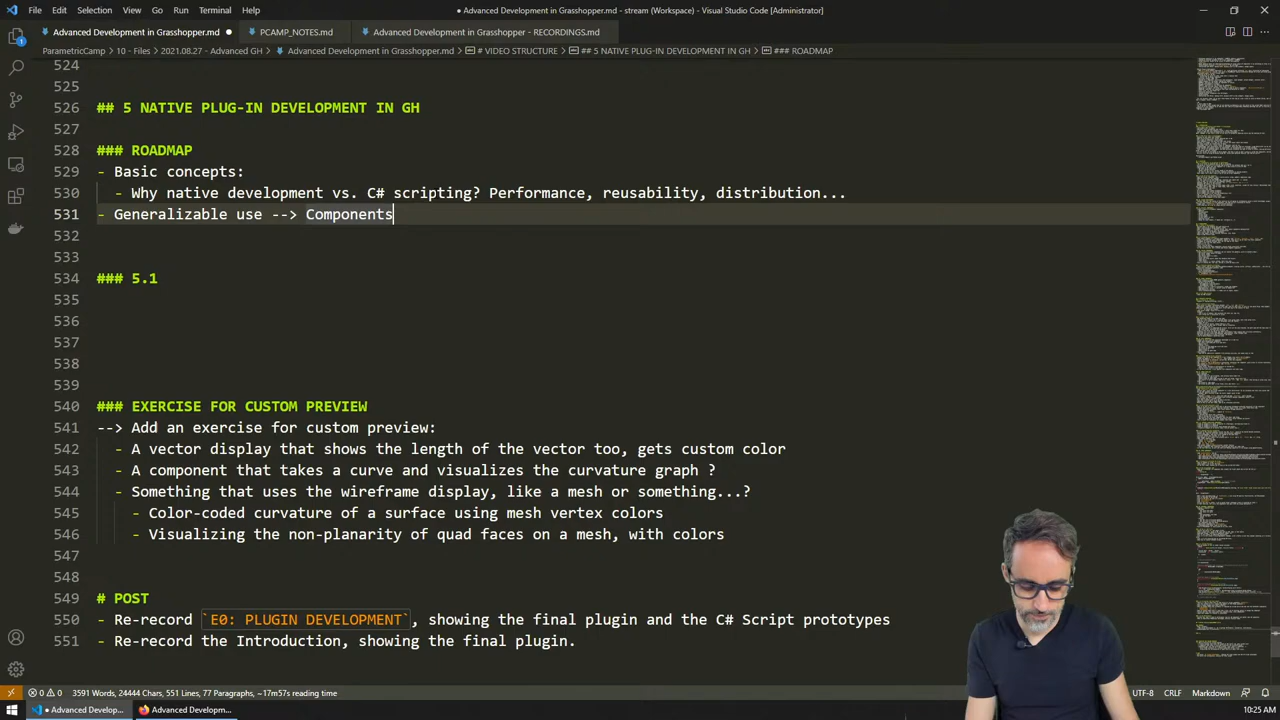 File Edit Selection View Go Run Terminal Help
● Advanced Development in Grasshopper.md - stream (Workspace) - Visual Studio Code [Administrator]
Advanced Development in Grasshopper.md ●
PCAMP_NOTES.md
Advanced Development in Grasshopper - RECORDINGS.md
ParametricCamp > 10 - Files > 2021.08.27 - Advanced GH > Advanced Development in Grasshopper.md > # VIDEO STRUCTURE > ## 5 NATIVE PLUG-IN DEVELOPMENT IN GH > ### ROADMAP
524
525
526 ## 5 NATIVE PLUG-IN DEVELOPMENT IN GH
527
528 ### ROADMAP
529 - Basic concepts:
530 - Why native development vs. C# scripting? Performance, reusability, distribution...
531 - Generalizable use --> Components
532
533
534 ### 5.1
535
536
537
538
539
540 ### EXERCISE FOR CUSTOM PREVIEW
541 --> Add an exercise for custom preview:
542 - A vector display that shows the length of the vector too, gets custom color
543 - A component that takes a curve and visualizes the curvature graph ?
544 - Something that uses the wireframe display, like a mesh or something...?
545 - Color-coded curvature of a surface using on vertex colors
546 - Visualizing the non-planarity of quad faces in a mesh, with colors
547
548
549 # POST
550 - Re-record `E0: PLUGIN DEVELOPMENT`, showing the final plugin and the C# Script prototypes
551 - Re-record the Introduction, showing the final plugin.
0 0 3591 Words, 24444 Chars, 551 Lines, 77 Paragraphs, ~17m57s reading time
UTF-8 CRLF Markdown
● Advanced Develop...
Advanced Developm...
10:25 AM